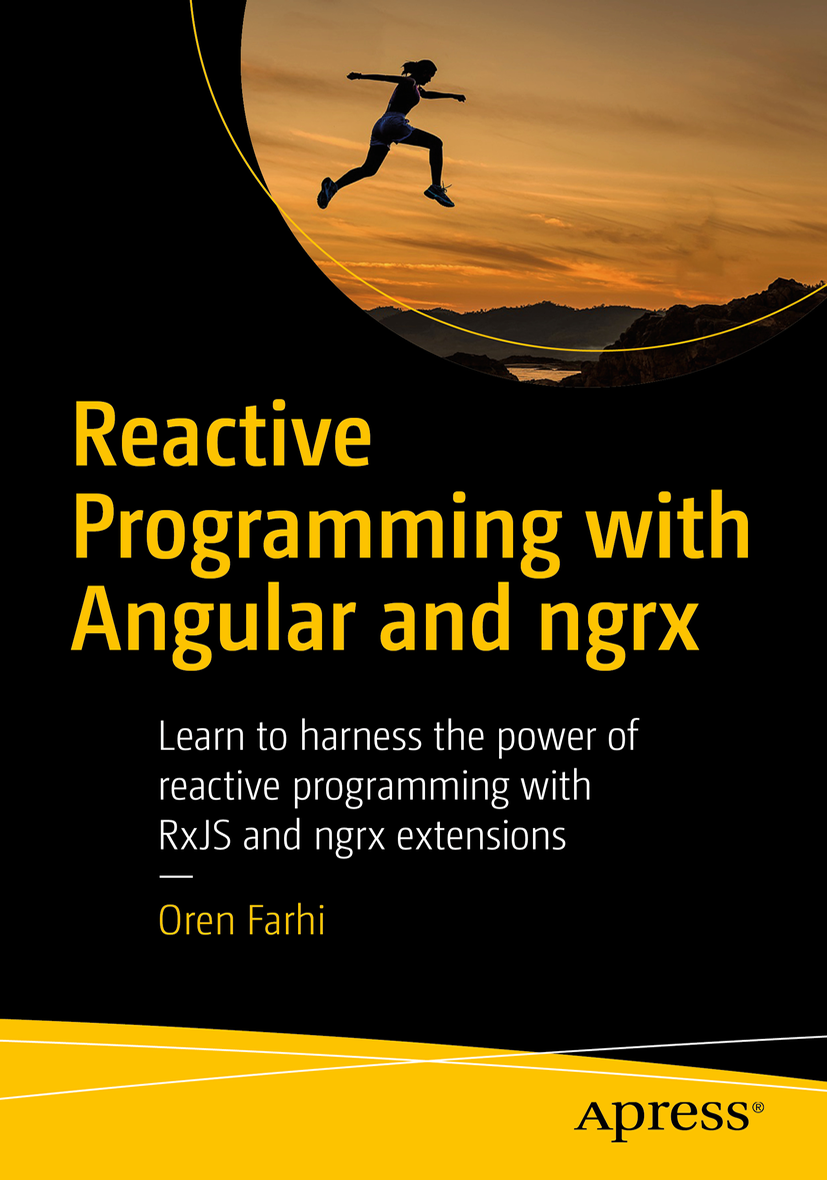 Reactive
Programming with
Angular and ngrx
Learn to harness the power of
reactive programming with
RxJS and ngrx extensions
—
Oren Farhi
Apress®